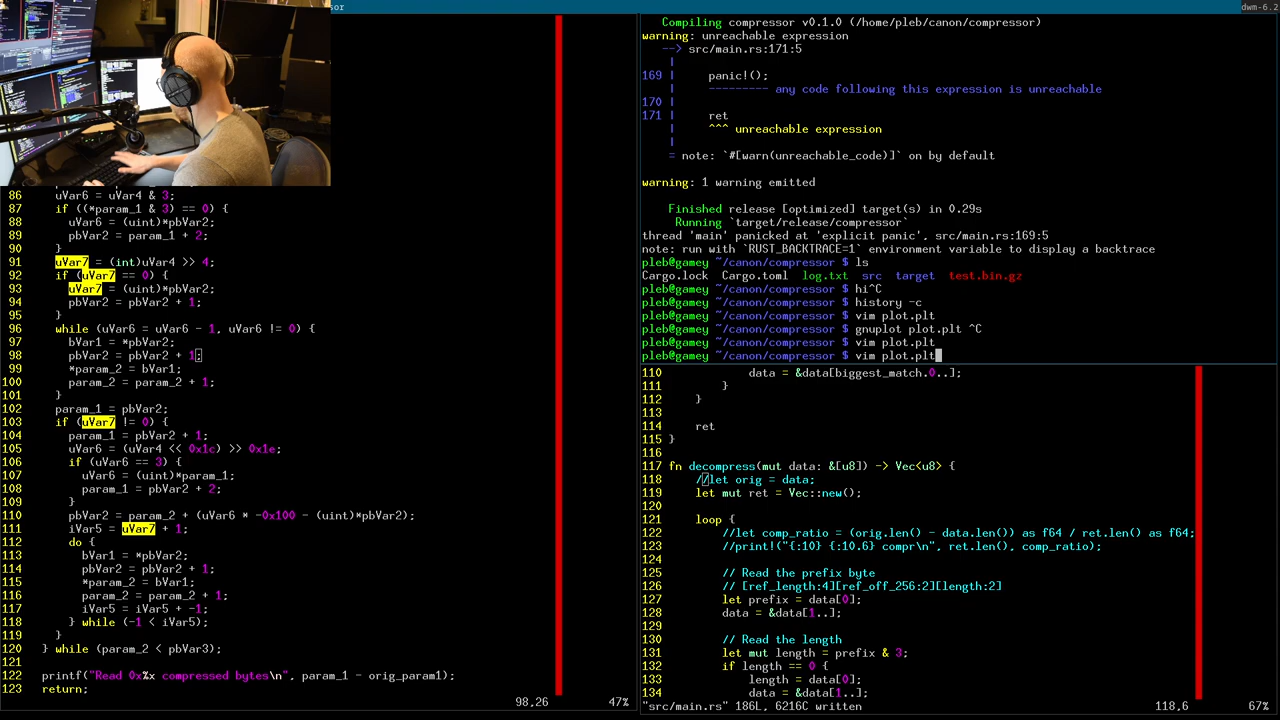 sor
dwm-6.2
86 uVar6 = uVar4 & 3;
87 if ((*param_1 & 3) == 0) {
88 uVar6 = (uint)*pbVar2;
89 pbVar2 = param_1 + 2;
90 }
91 uVar7 = (int)uVar4 >> 4;
92 if (uVar7 == 0) {
93 uVar7 = (uint)*pbVar2;
94 pbVar2 = pbVar2 + 1;
95 }
96 while (uVar6 = uVar6 - 1, uVar6 != 0) {
97 bVar1 = *pbVar2;
98 pbVar2 = pbVar2 + 1;
99 *param_2 = bVar1;
100 param_2 = param_2 + 1;
101 }
102 param_1 = pbVar2;
103 if (uVar7 != 0) {
104 param_1 = pbVar2 + 1;
105 uVar6 = (uVar4 << 0x1c) >> 0x1e;
106 if (uVar6 == 3) {
107 uVar6 = (uint)*param_1;
108 param_1 = pbVar2 + 2;
109 }
110 pbVar2 = param_2 + (uVar6 * -0x100 - (uint)*pbVar2);
111 iVar5 = uVar7 + 1;
112 do {
113 bVar1 = *pbVar2;
114 pbVar2 = pbVar2 + 1;
115 *param_2 = bVar1;
116 param_2 = param_2 + 1;
117 iVar5 = iVar5 + -1;
118 } while (-1 < iVar5);
119 }
120 } while (param_2 < pbVar3);
121
122 printf("Read 0x%x compressed bytes\n", param_1 - orig_param1);
123 return;
98,26 47%
Compiling compressor v0.1.0 (/home/pleb/canon/compressor)
warning: unreachable expression
--> src/main.rs:171:5
|
169 | panic!();
| --------- any code following this expression is unreachable
170 |
171 | ret
| ^^^ unreachable expression
|
= note: `#[warn(unreachable_code)]` on by default
warning: 1 warning emitted
Finished release [optimized] target(s) in 0.29s
Running `target/release/compressor`
thread 'main' panicked at 'explicit panic', src/main.rs:169:5
note: run with `RUST_BACKTRACE=1` environment variable to display a backtrace
pleb@gamey ~/canon/compressor $ ls
Cargo.lock Cargo.toml log.txt src target test.bin.gz
pleb@gamey ~/canon/compressor $ hi^C
pleb@gamey ~/canon/compressor $ history -c
pleb@gamey ~/canon/compressor $ vim plot.plt
pleb@gamey ~/canon/compressor $ gnuplot plot.plt ^C
pleb@gamey ~/canon/compressor $ vim plot.plt
pleb@gamey ~/canon/compressor $ vim plot.plt
110 data = &data[biggest_match.0..];
111 }
112 }
113
114 ret
115 }
116
117 fn decompress(mut data: &[u8]) -> Vec<u8> {
118 //let orig = data;
119 let mut ret = Vec::new();
120
121 loop {
122 //let comp_ratio = (orig.len() - data.len()) as f64 / ret.len() as f64;
123 //print!("{:10} {:10.6} compr\n", ret.len(), comp_ratio);
124
125 // Read the prefix byte
126 // [ref_length:4][ref_off_256:2][length:2]
127 let prefix = data[0];
128 data = &data[1..];
129
130 // Read the length
131 let mut length = prefix & 3;
132 if length == 0 {
133 length = data[0];
134 data = &data[1..];
"src/main.rs" 186L, 6216C written 118,6 67%